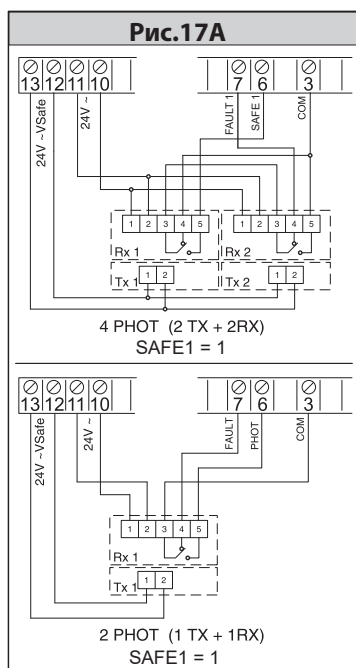 Рис.17А
13 12 11 10 7 6 3
24V ~VSafe
24V ~
FAULT 1
SAFE 1
COM
1 2 3 4 5
Rx 1
1 2 3 4 5
Rx 2
Tx 1 1 2
Tx 2 1 2
4 PHOT (2 TX + 2RX)
SAFE1 = 1
13 12 11 10 7 6 3
24V ~VSafe
24V ~
FAULT
PHOT
COM
1 2 3 4 5
Rx 1
Tx 1 1 2
2 PHOT (1 TX + 1RX)
SAFE1 = 1